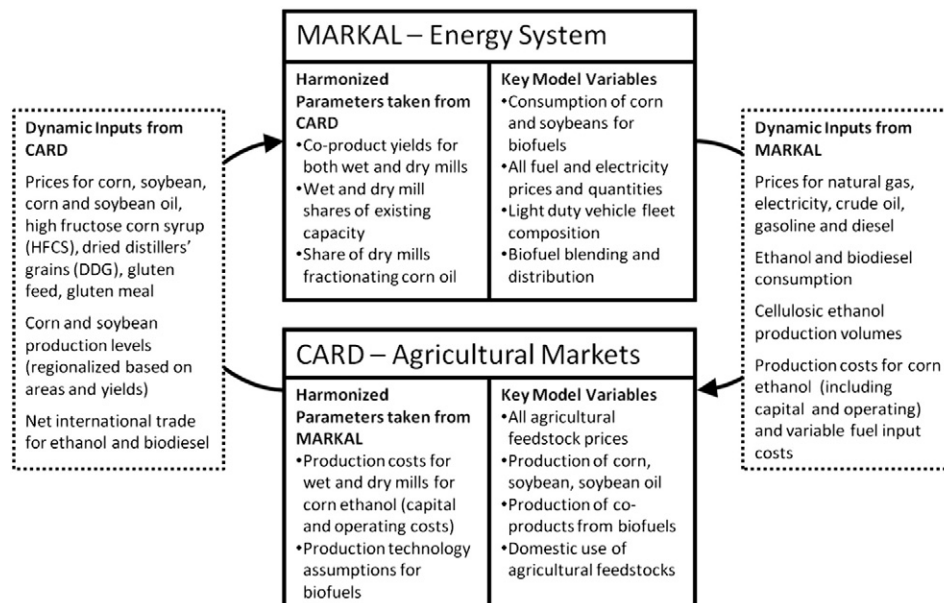 MARKAL – Energy System
Harmonized
Parameters taken from
CARD
•Co-product yields for
both wet and dry mills
•Wet and dry mill
shares of existing
capacity
•Share of dry mills
fractionating corn oil
Key Model Variables
•Consumption of corn
and soybeans for
biofuels
•All fuel and electricity
prices and quantities
•Light duty vehicle fleet
composition
•Biofuel blending and
distribution
Dynamic Inputs from
CARD
Prices for corn, soybean,
corn and soybean oil,
high fructose corn syrup
(HFCS), dried distillers’
grains (DDG), gluten
feed, gluten meal
Corn and soybean
production levels
(regionalized based on
areas and yields)
Net international trade
for ethanol and biodiesel
Dynamic Inputs from
MARKAL
Prices for natural gas,
electricity, crude oil,
gasoline and diesel
Ethanol and biodiesel
consumption
Cellulosic ethanol
production volumes
Production costs for corn
ethanol (including
capital and operating)
and variable fuel input
costs
CARD – Agricultural Markets
Harmonized
Parameters taken from
MARKAL
•Production costs for
wet and dry mills for
corn ethanol (capital
and operating costs)
•Production technology
assumptions for
biofuels
Key Model Variables
•All agricultural
feedstock prices
•Production of corn,
soybean, soybean oil
•Production of co-
products from biofuels
•Domestic use of
agricultural feedstocks